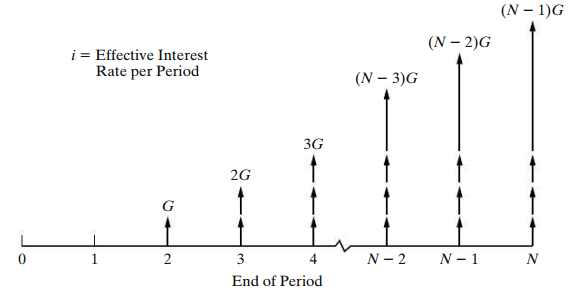 (N – 1)G
(N – 2)G
i = Effective Interest
Rate per Period
(N – 3)G
3G
2G
G
0 1 2 3 4 N – 2 N – 1 N
End of Period